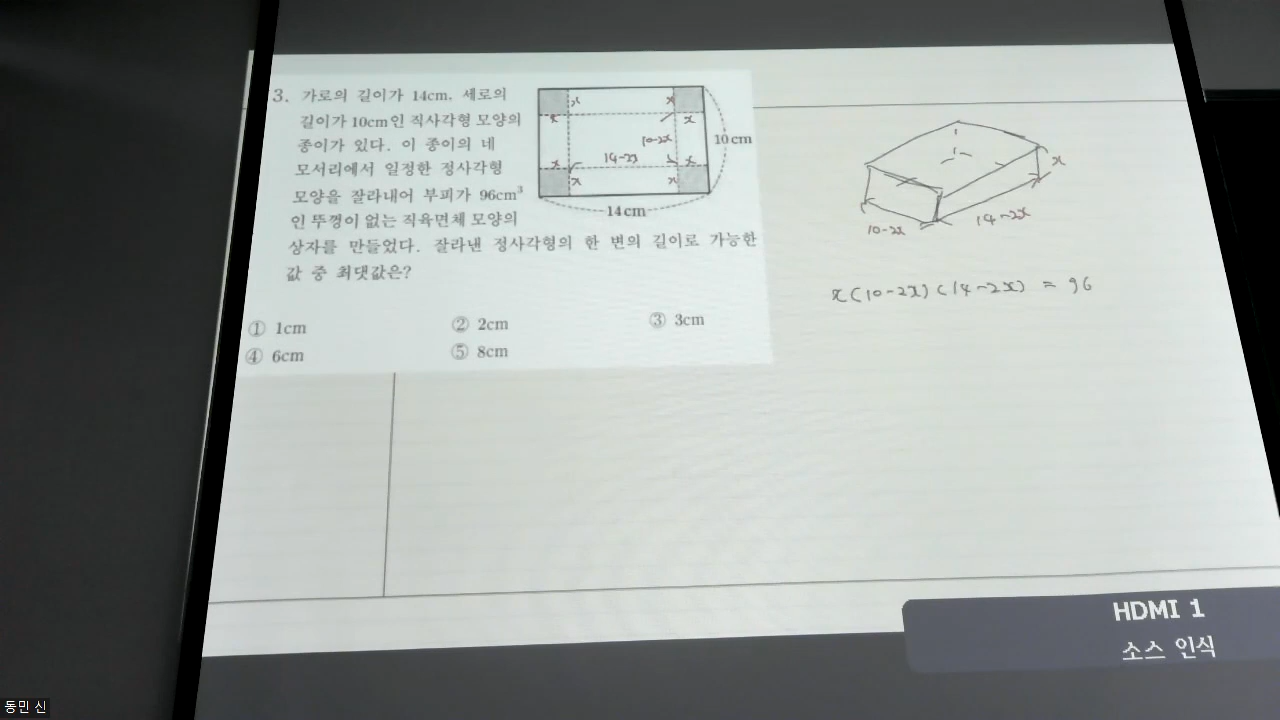 3. 가로의 길이가 14cm, 세로의
길이가 10cm인 직사각형 모양의
종이가 있다. 이 종이의 네
모서리에서 일정한 정사각형
모양을 잘라내어 부피가 96cm³
인 뚜껑이 없는 직육면체 모양의
상자를 만들었다. 잘라낸 정사각형의 한 변의 길이로 가능한
값 중 최댓값은?
① 1cm
② 2cm
③ 3cm
④ 6cm
⑤ 8cm
x x
x x
10-2x
10cm
x 14-2x x
x x
14cm
x
10-2x
14-2x
x(10-2x)(14-2x) = 96
HDMI 1
소스 인식
동민 신